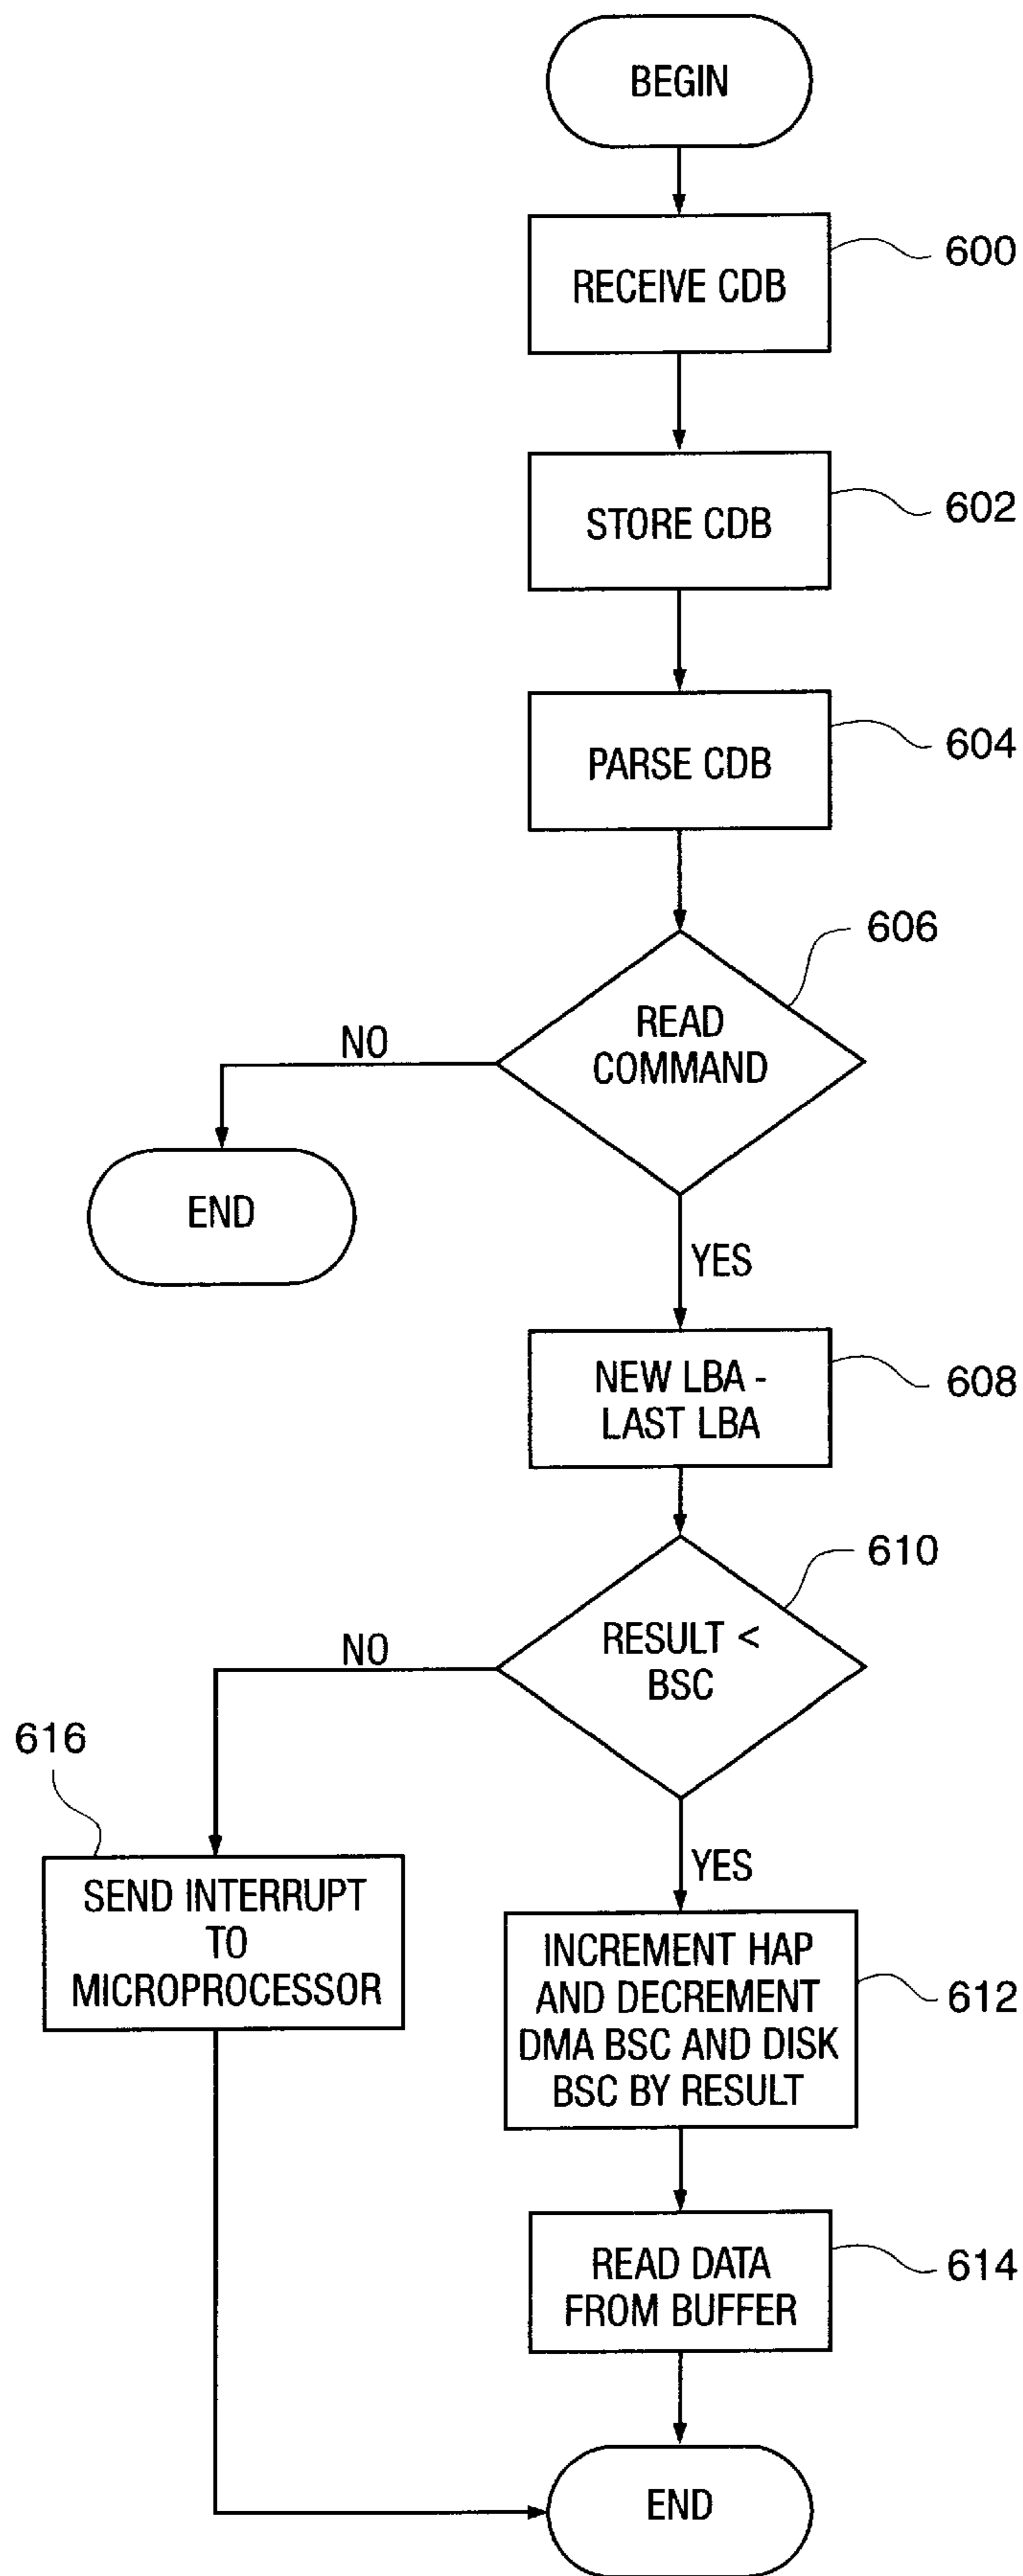 BEGIN
RECEIVE CDB
600
STORE CDB
602
PARSE CDB
604
606
READ
COMMAND
NO
END
YES
NEW LBA -
LAST LBA
608
610
RESULT <
BSC
NO
616
YES
SEND INTERRUPT
TO
MICROPROCESSOR
INCREMENT HAP
AND DECREMENT
DMA BSC AND DISK
BSC BY RESULT
612
READ DATA
FROM BUFFER
614
END